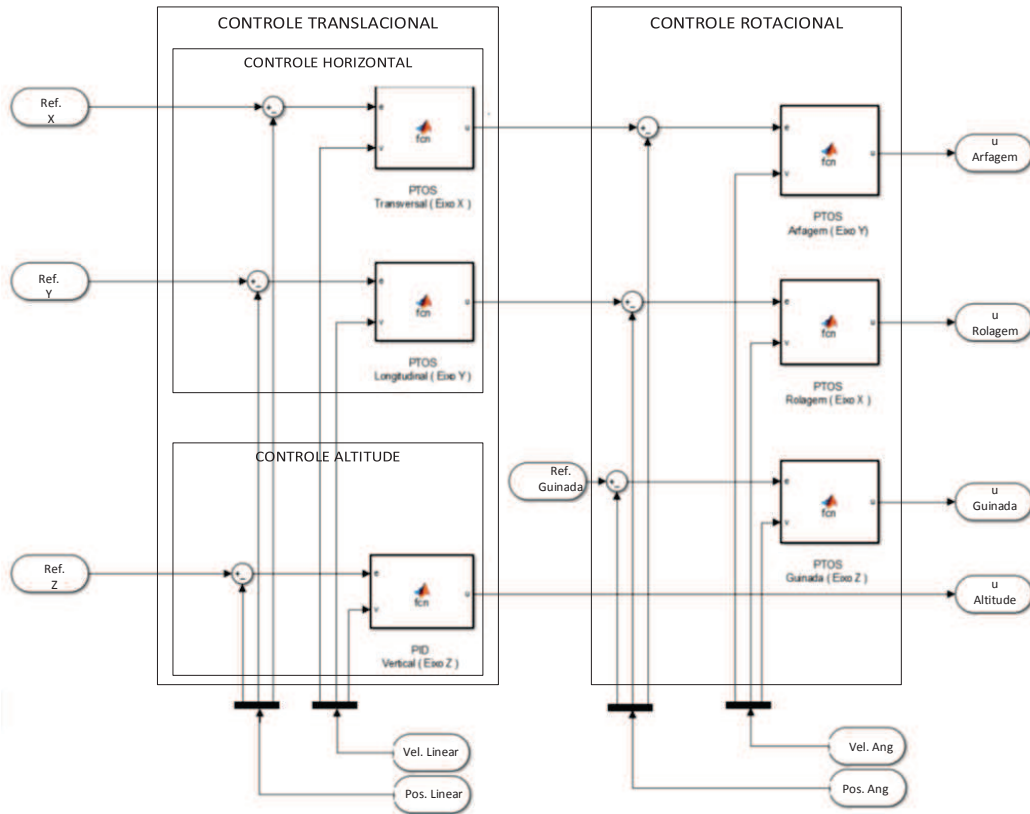 CONTROLE TRANSLACIONAL
CONTROLE HORIZONTAL
Ref.
X
e
v
u
fcn
PTOS
Transversal ( Eixo X )
Ref.
Y
e
v
u
fcn
PTOS
Longitudinal ( Eixo Y )
CONTROLE ALTITUDE
Ref.
Z
e
v
u
fcn
PID
Vertical ( Eixo Z )
Vel. Linear
Pos. Linear
CONTROLE ROTACIONAL
e
v
u
fcn
PTOS
Arfagem ( Eixo Y)
u
Arfagem
e
v
u
fcn
PTOS
Rolagem ( Eixo X )
u
Rolagem
Ref.
Guinada
e
v
u
fcn
PTOS
Guinada ( Eixo Z )
u
Guinada
u
Altitude
Vel. Ang
Pos. Ang